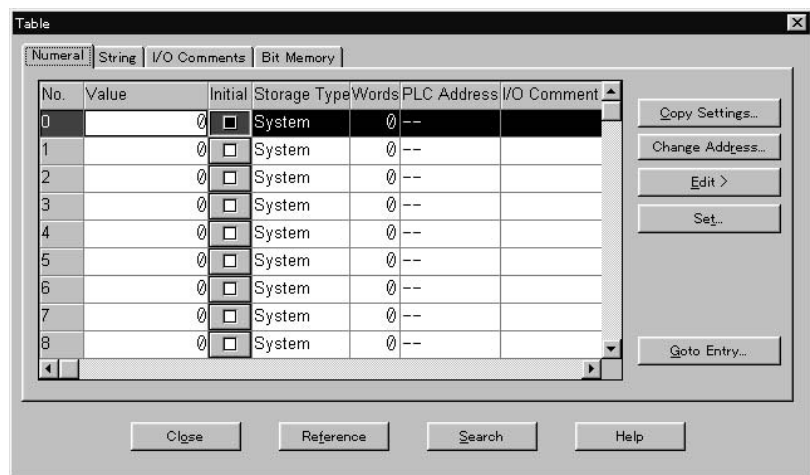 Table
Numeral String I/O Comments Bit Memory
No. Value Initial Storage Type Words PLC Address I/O Comment
0 0 System 0 --
1 0 System 0 --
2 0 System 0 --
3 0 System 0 --
4 0 System 0 --
5 0 System 0 --
6 0 System 0 --
7 0 System 0 --
8 0 System 0 --
Copy Settings...
Change Address...
Edit >
Set...
Goto Entry...
Close Reference Search Help